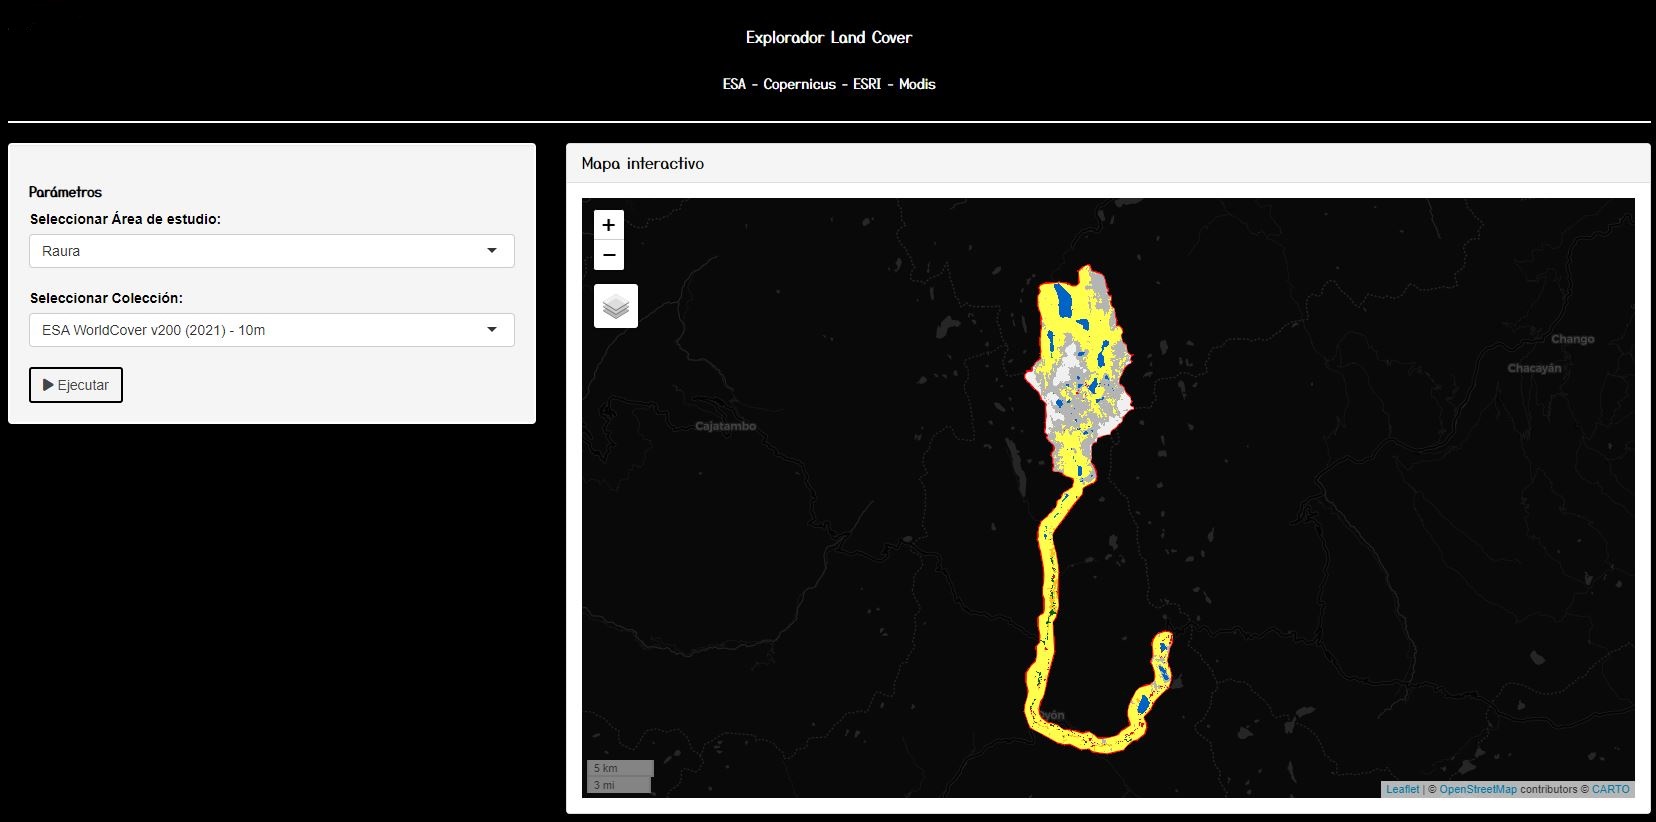 Explorador Land Cover
ESA - Copernicus - ESRI - Modis
Parámetros
Seleccionar Área de estudio:
Raura
Seleccionar Colección:
ESA WorldCover v200 (2021) - 10m
Ejecutar
Mapa interactivo
+
−
Chango
Chacayán
Cajatambo
yón
5 km
3 mi
Leaflet | © OpenStreetMap contributors © CARTO